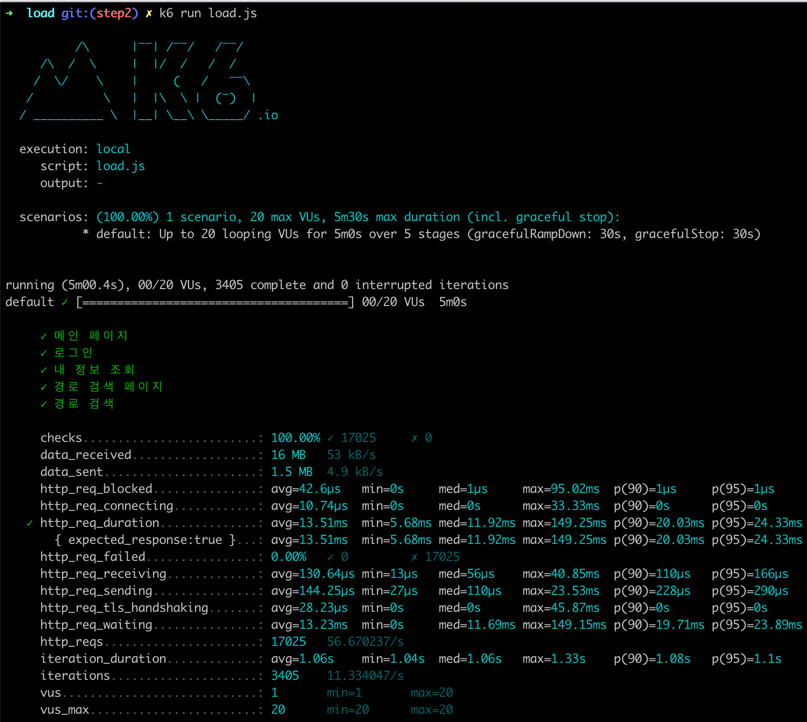 ➜  load git:(step2) ✗ k6 run load.js
K6
.io
execution: local
script: load.js
output: -
scenarios: (100.00%) 1 scenario, 20 max VUs, 5m30s max duration (incl. graceful stop):
* default: Up to 20 looping VUs for 5m0s over 5 stages (gracefulRampDown: 30s, gracefulStop: 30s)
running (5m00.4s), 00/20 VUs, 3405 complete and 0 interrupted iterations
default ✓ [======================================] 00/20 VUs  5m0s
✓ 메인 페이지
✓ 로그인
✓ 내 정보 조회
✓ 경로 검색 페이지
✓ 경로 검색
checks.........................: 100.00% ✓ 17025     ✗ 0
data_received..................: 16 MB   53 kB/s
data_sent......................: 1.5 MB  4.9 kB/s
http_req_blocked...............: avg=42.6µs   min=0s     med=1µs     max=95.02ms  p(90)=1µs     p(95)=1µs
http_req_connecting............: avg=10.74µs  min=0s     med=0s      max=33.33ms  p(90)=0s      p(95)=0s
✓ http_req_duration..............: avg=13.51ms  min=5.68ms med=11.92ms max=149.25ms p(90)=20.03ms p(95)=24.33ms
{ expected_response:true }...: avg=13.51ms  min=5.68ms med=11.92ms max=149.25ms p(90)=20.03ms p(95)=24.33ms
http_req_failed................: 0.00%   ✓ 0         ✗ 17025
http_req_receiving.............: avg=130.64µs min=13µs   med=56µs    max=40.85ms  p(90)=110µs   p(95)=166µs
http_req_sending...............: avg=144.25µs min=27µs   med=110µs   max=23.53ms  p(90)=228µs   p(95)=290µs
http_req_tls_handshaking.......: avg=28.23µs  min=0s     med=0s      max=45.87ms  p(90)=0s      p(95)=0s
http_req_waiting...............: avg=13.23ms  min=0s     med=11.69ms max=149.15ms p(90)=19.71ms p(95)=23.89ms
http_reqs......................: 17025   56.670237/s
iteration_duration.............: avg=1.06s    min=1.04s  med=1.06s   max=1.33s    p(90)=1.08s   p(95)=1.1s
iterations.....................: 3405    11.334047/s
vus............................: 1       min=1       max=20
vus_max........................: 20      min=20      max=20